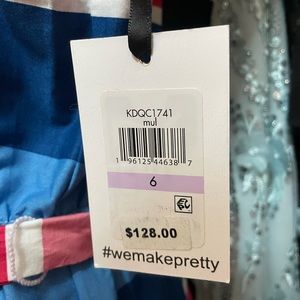 KDQC1741
mul
1 96125 44638 7
6
$128.00
#wemakepretty